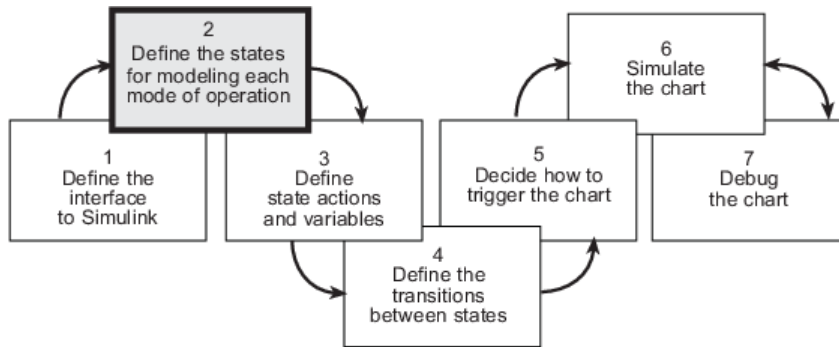 1
Define the
interface
to Simulink
2
Define the states
for modeling each
mode of operation
3
Define
state actions
and variables
4
Define the
transitions
between states
5
Decide how to
trigger the chart
6
Simulate
the chart
7
Debug
the chart